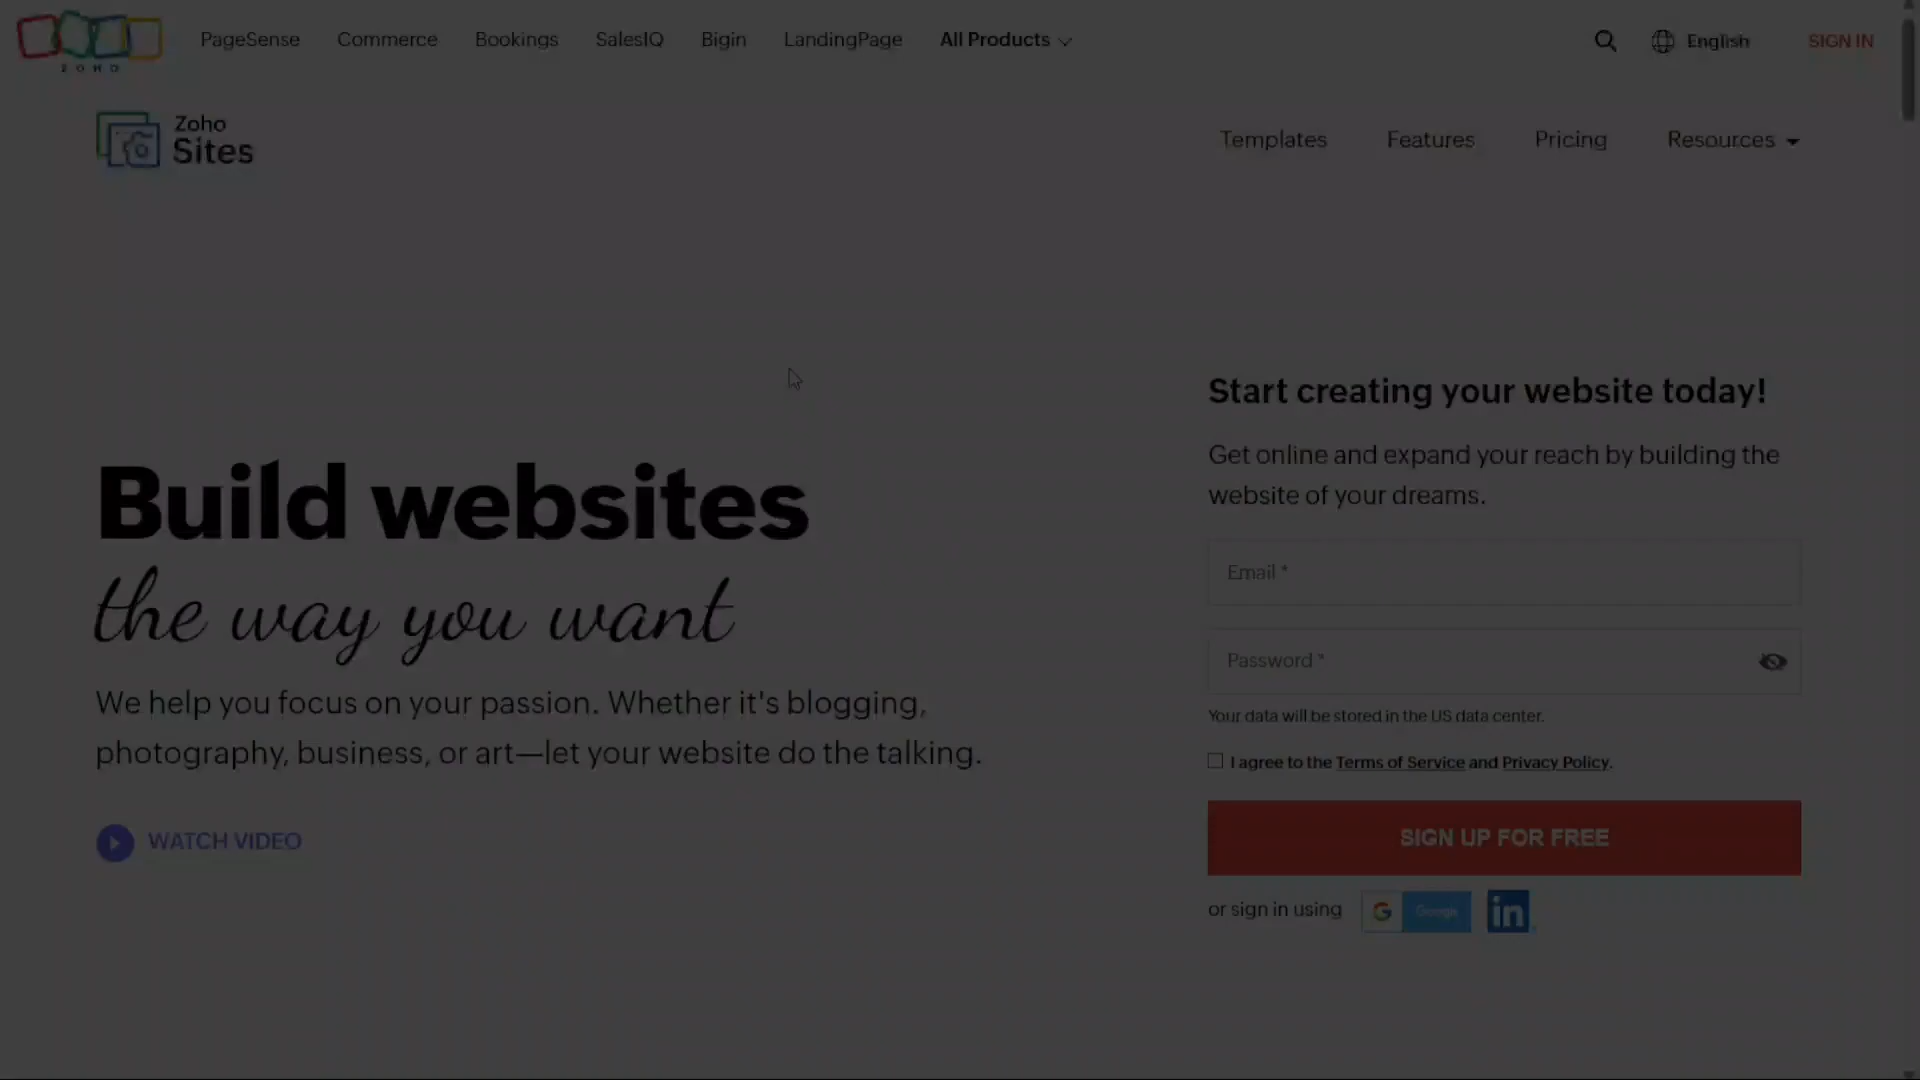 ZOHO
PageSense
Commerce
Bookings
SalesIQ
Bigin
LandingPage
All Products
English
SIGN IN
Zoho
Sites
Templates
Features
Pricing
Resources
Build websites
the way you want
We help you focus on your passion. Whether it's blogging,
photography, business, or art—let your website do the talking.
WATCH VIDEO
Start creating your website today!
Get online and expand your reach by building the
website of your dreams.
Email *
Password *
Your data will be stored in the US data center.
I agree to the Terms of Service and Privacy Policy.
SIGN UP FOR FREE
or sign in using
G Google
in